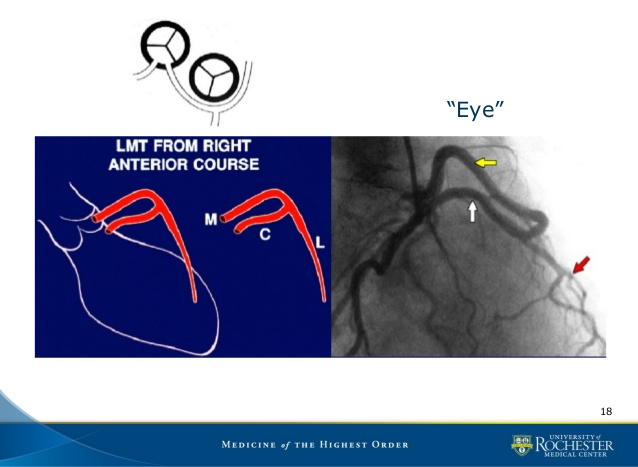 “Eye”
LMT FROM RIGHT
ANTERIOR COURSE
M
C
L
18
MEDICINE of THE HIGHEST ORDER
UNIVERSITY of
ROCHESTER
MEDICAL CENTER